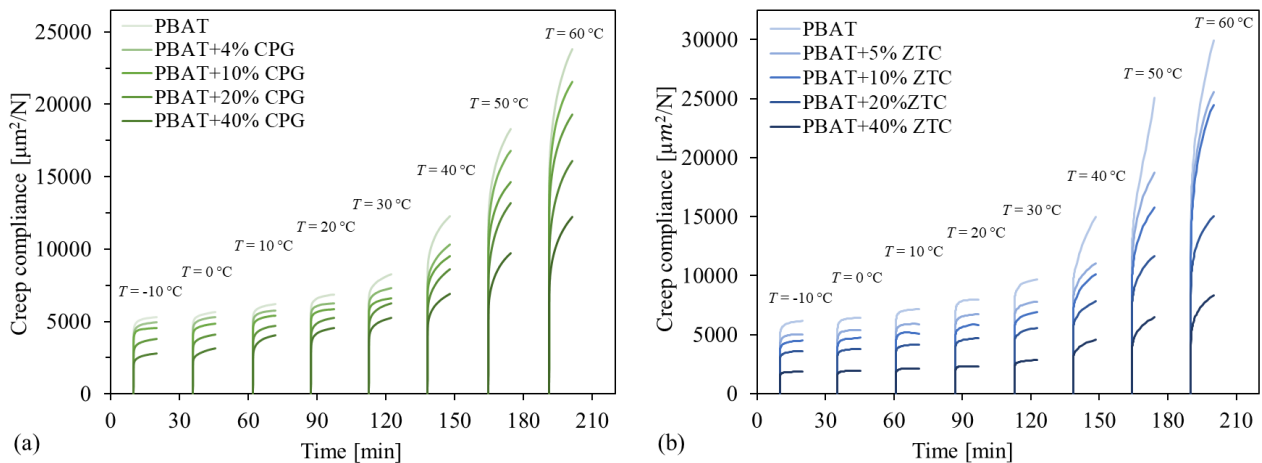 25000
20000
15000
10000
5000
0
Creep compliance [μm²/N]
PBAT
PBAT+4% CPG
PBAT+10% CPG
PBAT+20% CPG
PBAT+40% CPG
T = -10 °C
T = 0 °C
T = 10 °C
T = 20 °C
T = 30 °C
T = 40 °C
T = 50 °C
T = 60 °C
0 30 60 90 120 150 180 210
Time [min]
(a)
30000
25000
20000
15000
10000
5000
0
Creep compliance [μm²/N]
PBAT
PBAT+5% ZTC
PBAT+10% ZTC
PBAT+20%ZTC
PBAT+40% ZTC
T = -10 °C
T = 0 °C
T = 10 °C
T = 20 °C
T = 30 °C
T = 40 °C
T = 50 °C
T = 60 °C
0 30 60 90 120 150 180 210
Time [min]
(b)